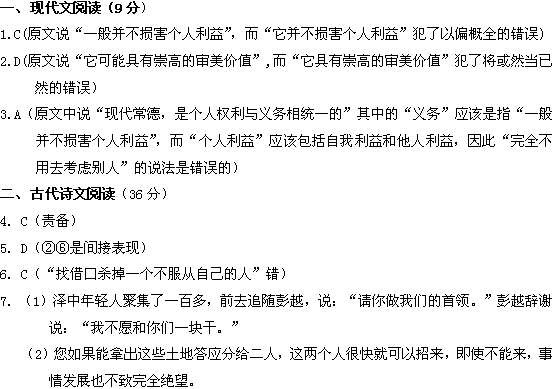 一、现代文阅读（9分）
1.C(原文说“一般并不损害个人利益”，而“它并不损害个人利益”犯了以偏概全的错误)
2.D(原文说“它可能具有崇高的审美价值”,而“它具有崇高的审美价值”犯了将或然当已
然的错误）
3.A（原文中说“现代常德，是个人权利与义务相统一的”其中的“义务”应该是指“一般
并不损害个人利益”，而“个人利益”应该包括自我利益和他人利益，因此“完全不
用去考虑别人”的说法是错误的）
二、古代诗文阅读（36分）
4. C（责备）
5. D（②⑥是间接表现）
6. C（“找借口杀掉一个不服从自己的人”错）
7. （1）泽中年轻人聚集了一百多，前去追随彭越，说：“请你做我们的首领。”彭越辞谢
说：“我不愿和你们一块干。”
（2）您如果能拿出这些土地答应分给二人，这两个人很快就可以招来，即使不能来，事
情发展也不致完全绝望。